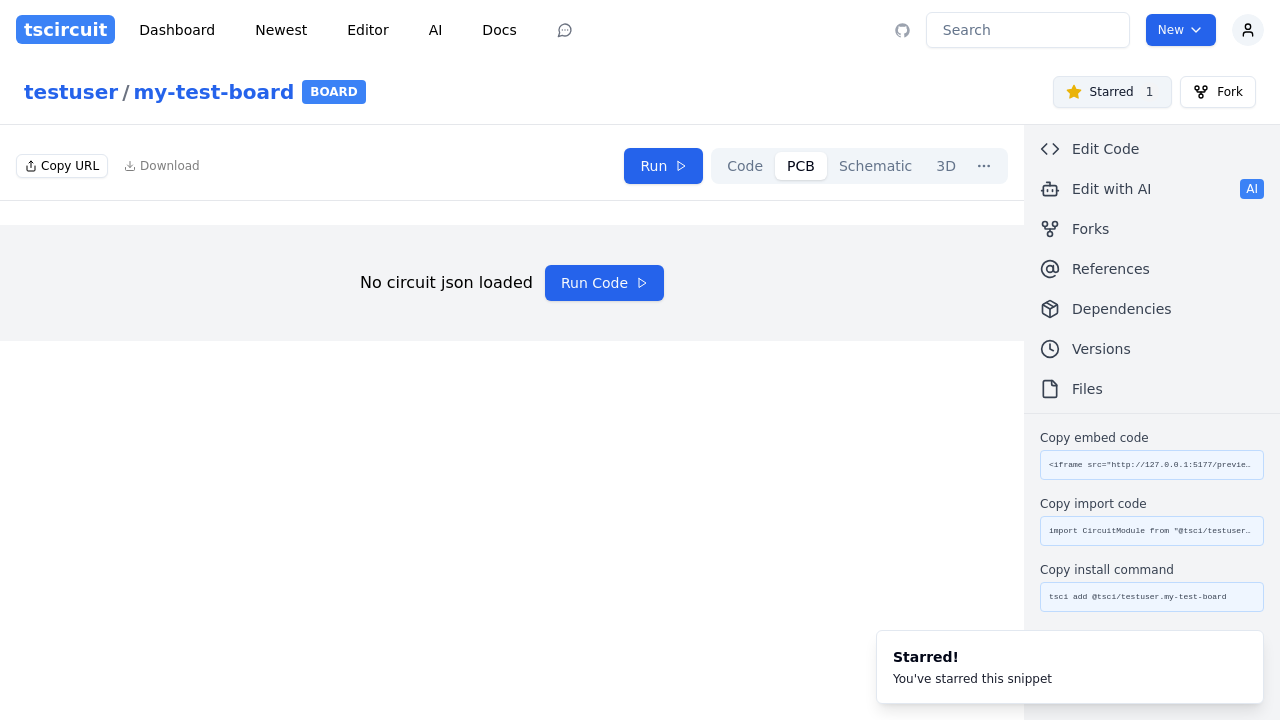 tscircuit Dashboard Newest Editor AI Docs Search New
testuser / my-test-board BOARD Starred 1 Fork
Copy URL Download Run Code PCB Schematic 3D ...
No circuit json loaded Run Code
Edit Code
Edit with AI AI
Forks
References
Dependencies
Versions
Files
Copy embed code
<iframe src="http://127.0.0.1:5177/previe…
Copy import code
import CircuitModule from "@tsci/testuser…
Copy install command
tsci add @tsci/testuser.my-test-board
Starred!
You've starred this snippet